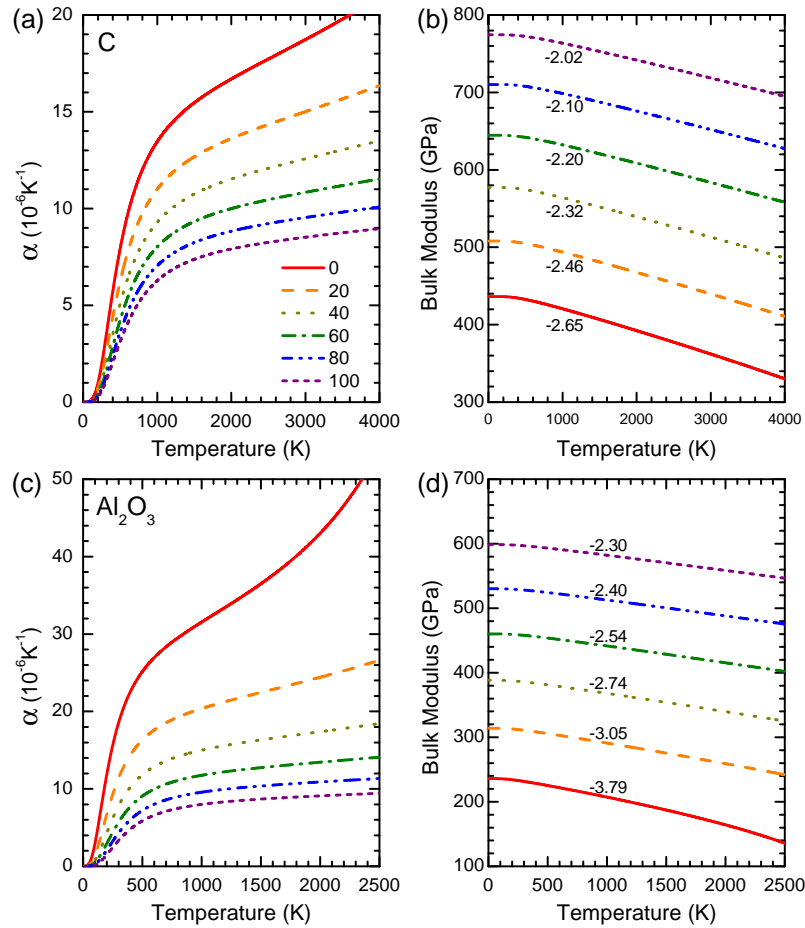 (a)
C
20
15
10
5
0
α (10⁻⁶K⁻¹)
0
20
40
60
80
100
0 1000 2000 3000 4000
Temperature (K)
(b)
800
700
600
500
400
300
Bulk Modulus (GPa)
-2.02
-2.10
-2.20
-2.32
-2.46
-2.65
0 1000 2000 3000 4000
Temperature (K)
(c)
Al₂O₃
50
40
30
20
10
0
α (10⁻⁶K⁻¹)
0 500 1000 1500 2000 2500
Temperature (K)
(d)
700
600
500
400
300
200
100
Bulk Modulus (GPa)
-2.30
-2.40
-2.54
-2.74
-3.05
-3.79
0 500 1000 1500 2000 2500
Temperature (K)